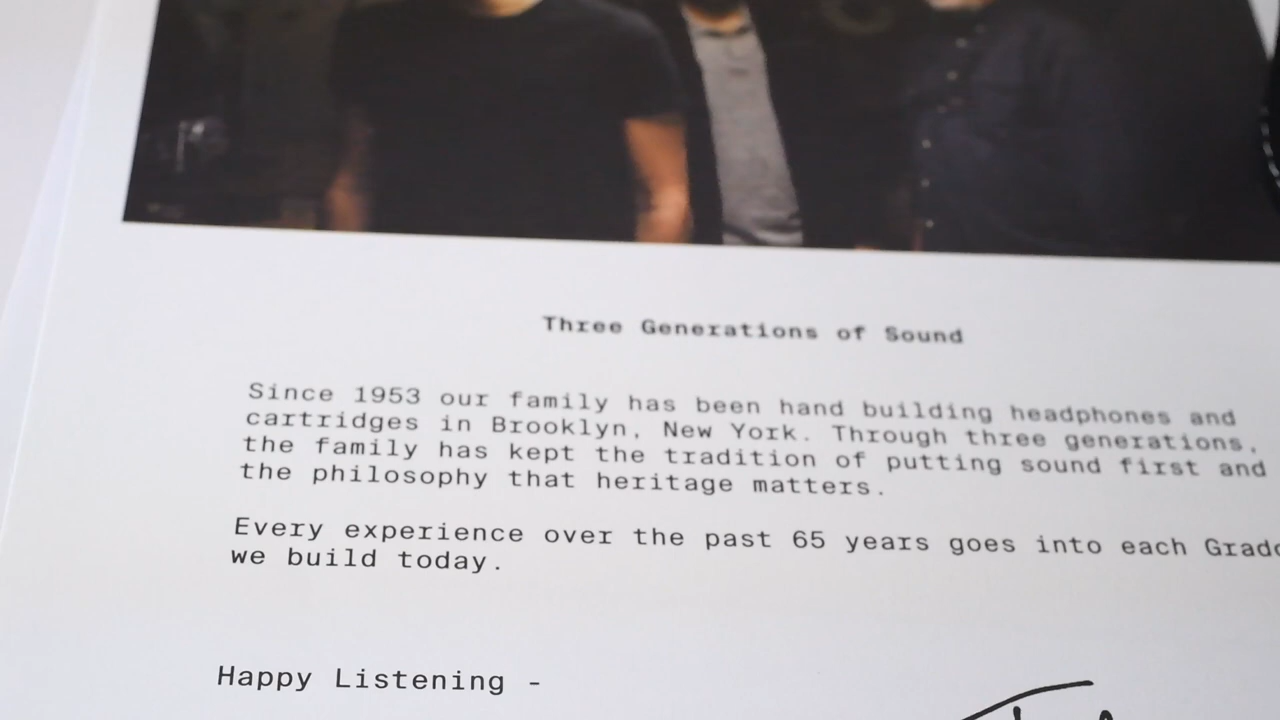 Three Generations of Sound
Since 1953 our family has been hand building headphones and
cartridges in Brooklyn, New York. Through three generations,
the family has kept the tradition of putting sound first and
the philosophy that heritage matters.
Every experience over the past 65 years goes into each Grado
we build today.
Happy Listening -